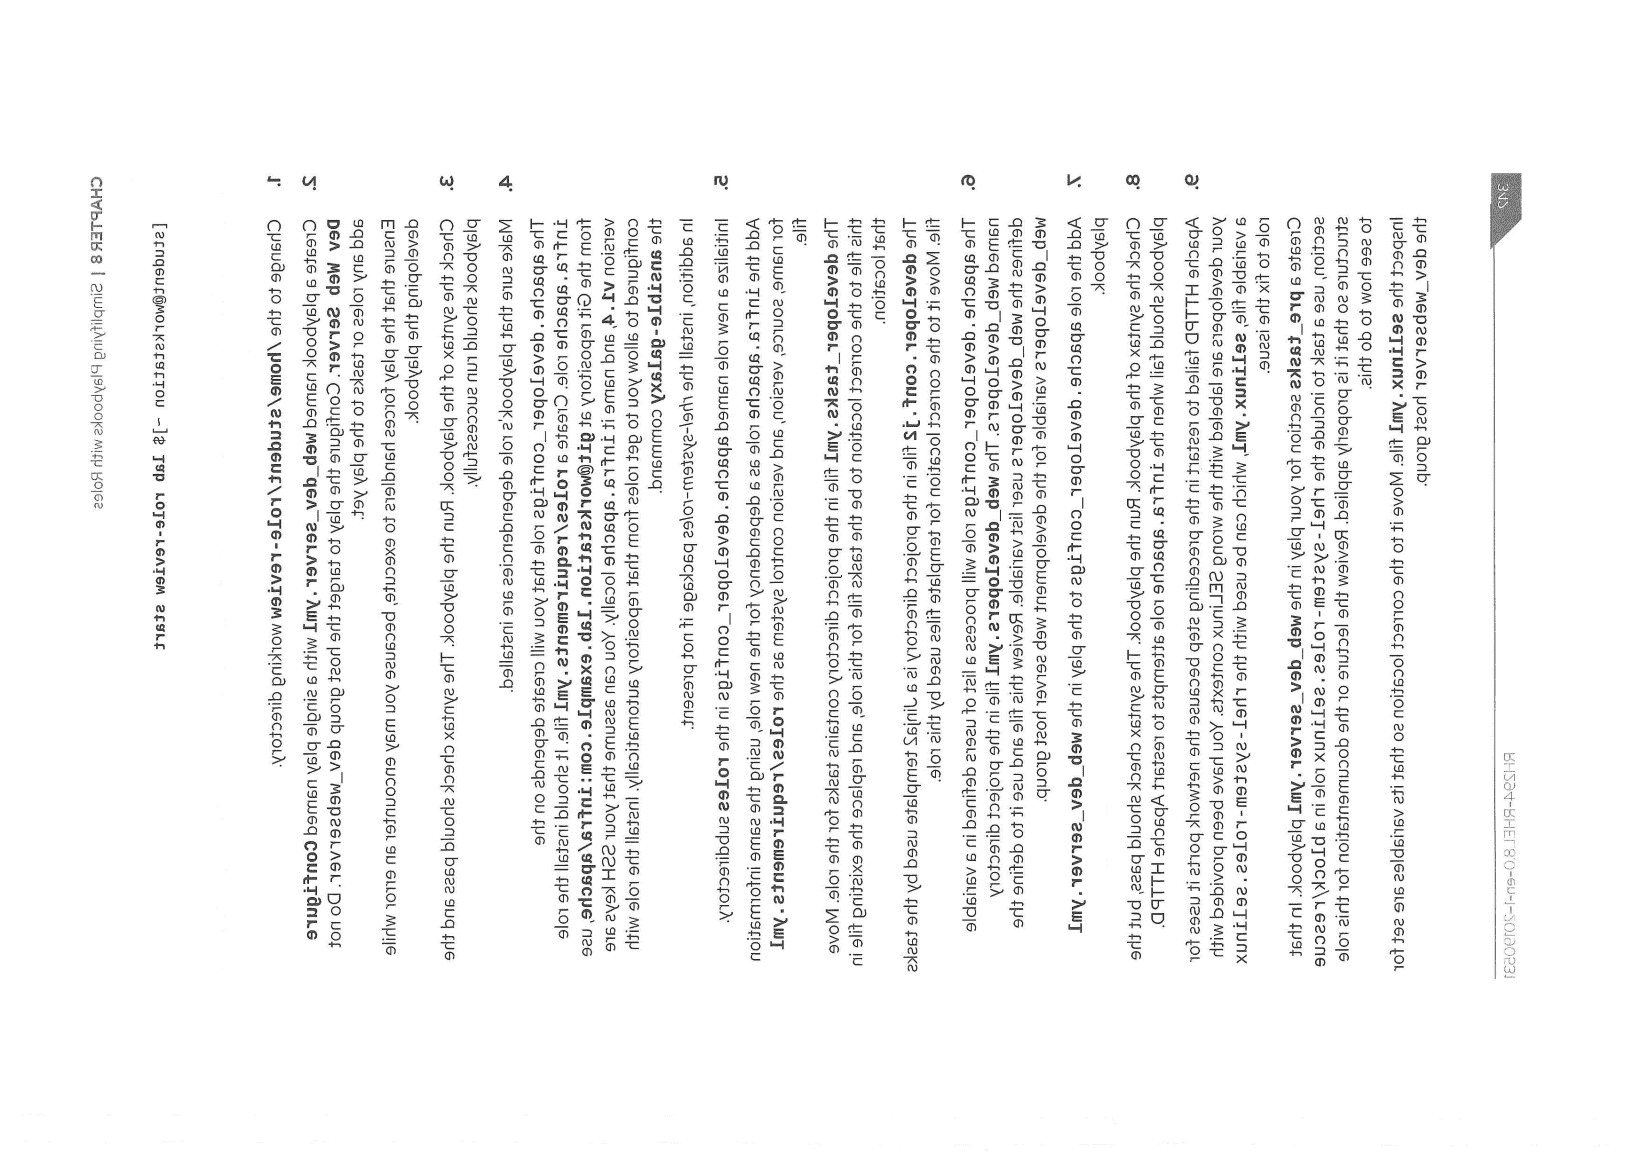 CHAPTER 8 | Simplifying Playbooks with Roles
[student@workstation ~]$ lab role-review start
1. Change to the /home/student/role-review working directory.
2. Create a playbook named web_dev_server.yml with a single play named Configure
Dev Web Server. Configure the play to target the host group dev_webserver. Do not
add any roles or tasks to the play yet.
Ensure that the play forces handlers to execute, because you may encounter an error while
developing the playbook.
3. Check the syntax of the playbook. Run the playbook. The syntax check should pass and the
playbook should run successfully.
4. Make sure that playbook's role dependencies are installed.
The apache.developer_configs role that you will create depends on the
infra.apache role. Create a roles/requirements.yml file. It should install the role
from the Git repository at git@workstation.lab.example.com:infra/apache, use
version v1.4, and name it infra.apache locally. You can assume that your SSH keys are
configured to allow you to get roles from that repository automatically. Install the role with
the ansible-galaxy command.
In addition, install the rhel-system-roles package if not present.
5. Initialize a new role named apache.developer_configs in the roles subdirectory.
Add the infra.apache role as a dependency for the new role, using the same information
for name, source, version, and version control system as the roles/requirements.yml
file.
The developer_tasks.yml file in the project directory contains tasks for the role. Move
this file to the correct location to be the tasks file for this role, and replace the existing file in
that location.
The developer.conf.j2 file in the project directory is a Jinja2 template used by the tasks
file. Move it to the correct location for template files used by this role.
6. The apache.developer_configs role will process a list of users defined in a variable
named web_developers. The web_developers.yml file in the project directory
defines the web_developers user list variable. Review this file and use it to define the
web_developers variable for the development web server host group.
7. Add the role apache.developer_configs to the play in the web_dev_server.yml
playbook.
8. Check the syntax of the playbook. Run the playbook. The syntax check should pass, but the
playbook should fail when the infra.apache role attempts to restart Apache HTTPD.
9. Apache HTTPD failed to restart in the preceding step because the network ports it uses for
your developers are labeled with the wrong SELinux contexts. You have been provided with
a variable file, selinux.yml, which can be used with the rhel-system-roles.selinux
role to fix the issue.
Create a pre_tasks section for your play in the web_dev_server.yml playbook. In that
section, use a task to include the rhel-system-roles.selinux role in a block/rescue
structure so that it is properly applied. Review the lecture or the documentation for this role
to see how to do this.
Inspect the selinux.yml file. Move it to the correct location so that its variables are set for
the dev_webserver host group.
342
RH294-RHEL8.0-en-1-20190531